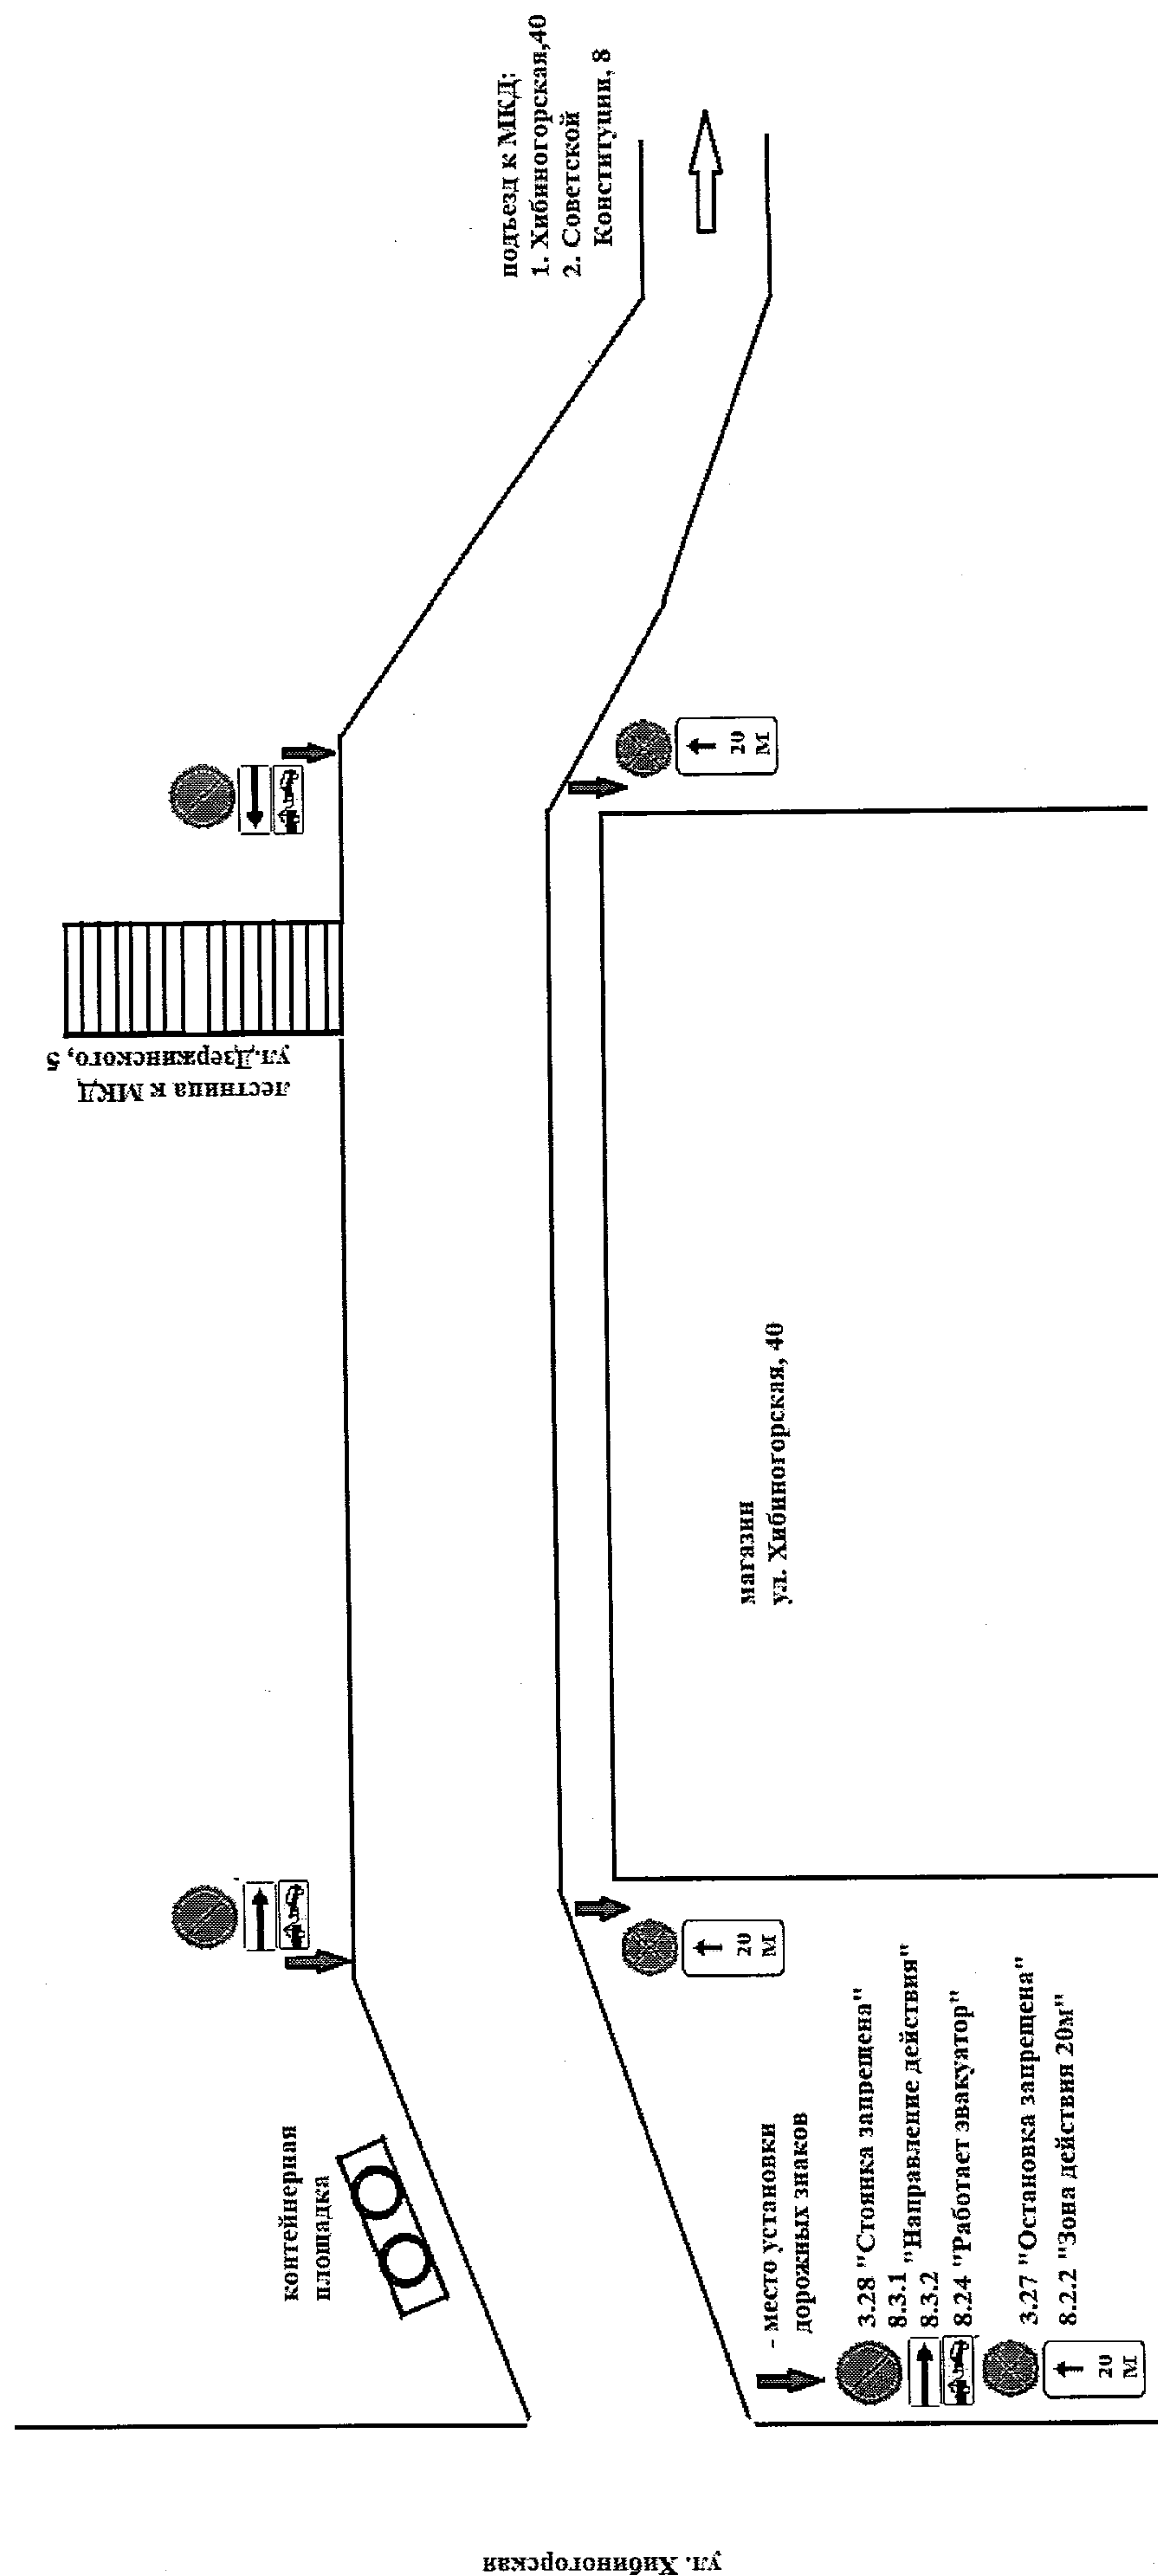 подъезд к МКД:
1. Хибиногорская,40
2. Советской
Конституции, 8
лестница к МКД
ул.Дзержинского, 5
20
М
магазин
ул. Хибиногорская, 40
20
М
контейнерная
площадка
- место установки
дорожных знаков
3.28 "Стоянка запрещена"
8.3.1 "Направление действия"
8.3.2
8.24 "Работает эвакуатор"
3.27 "Остановка запрещена"
8.2.2 "Зона действия 20м"
20
М
ул. Хибиногорская